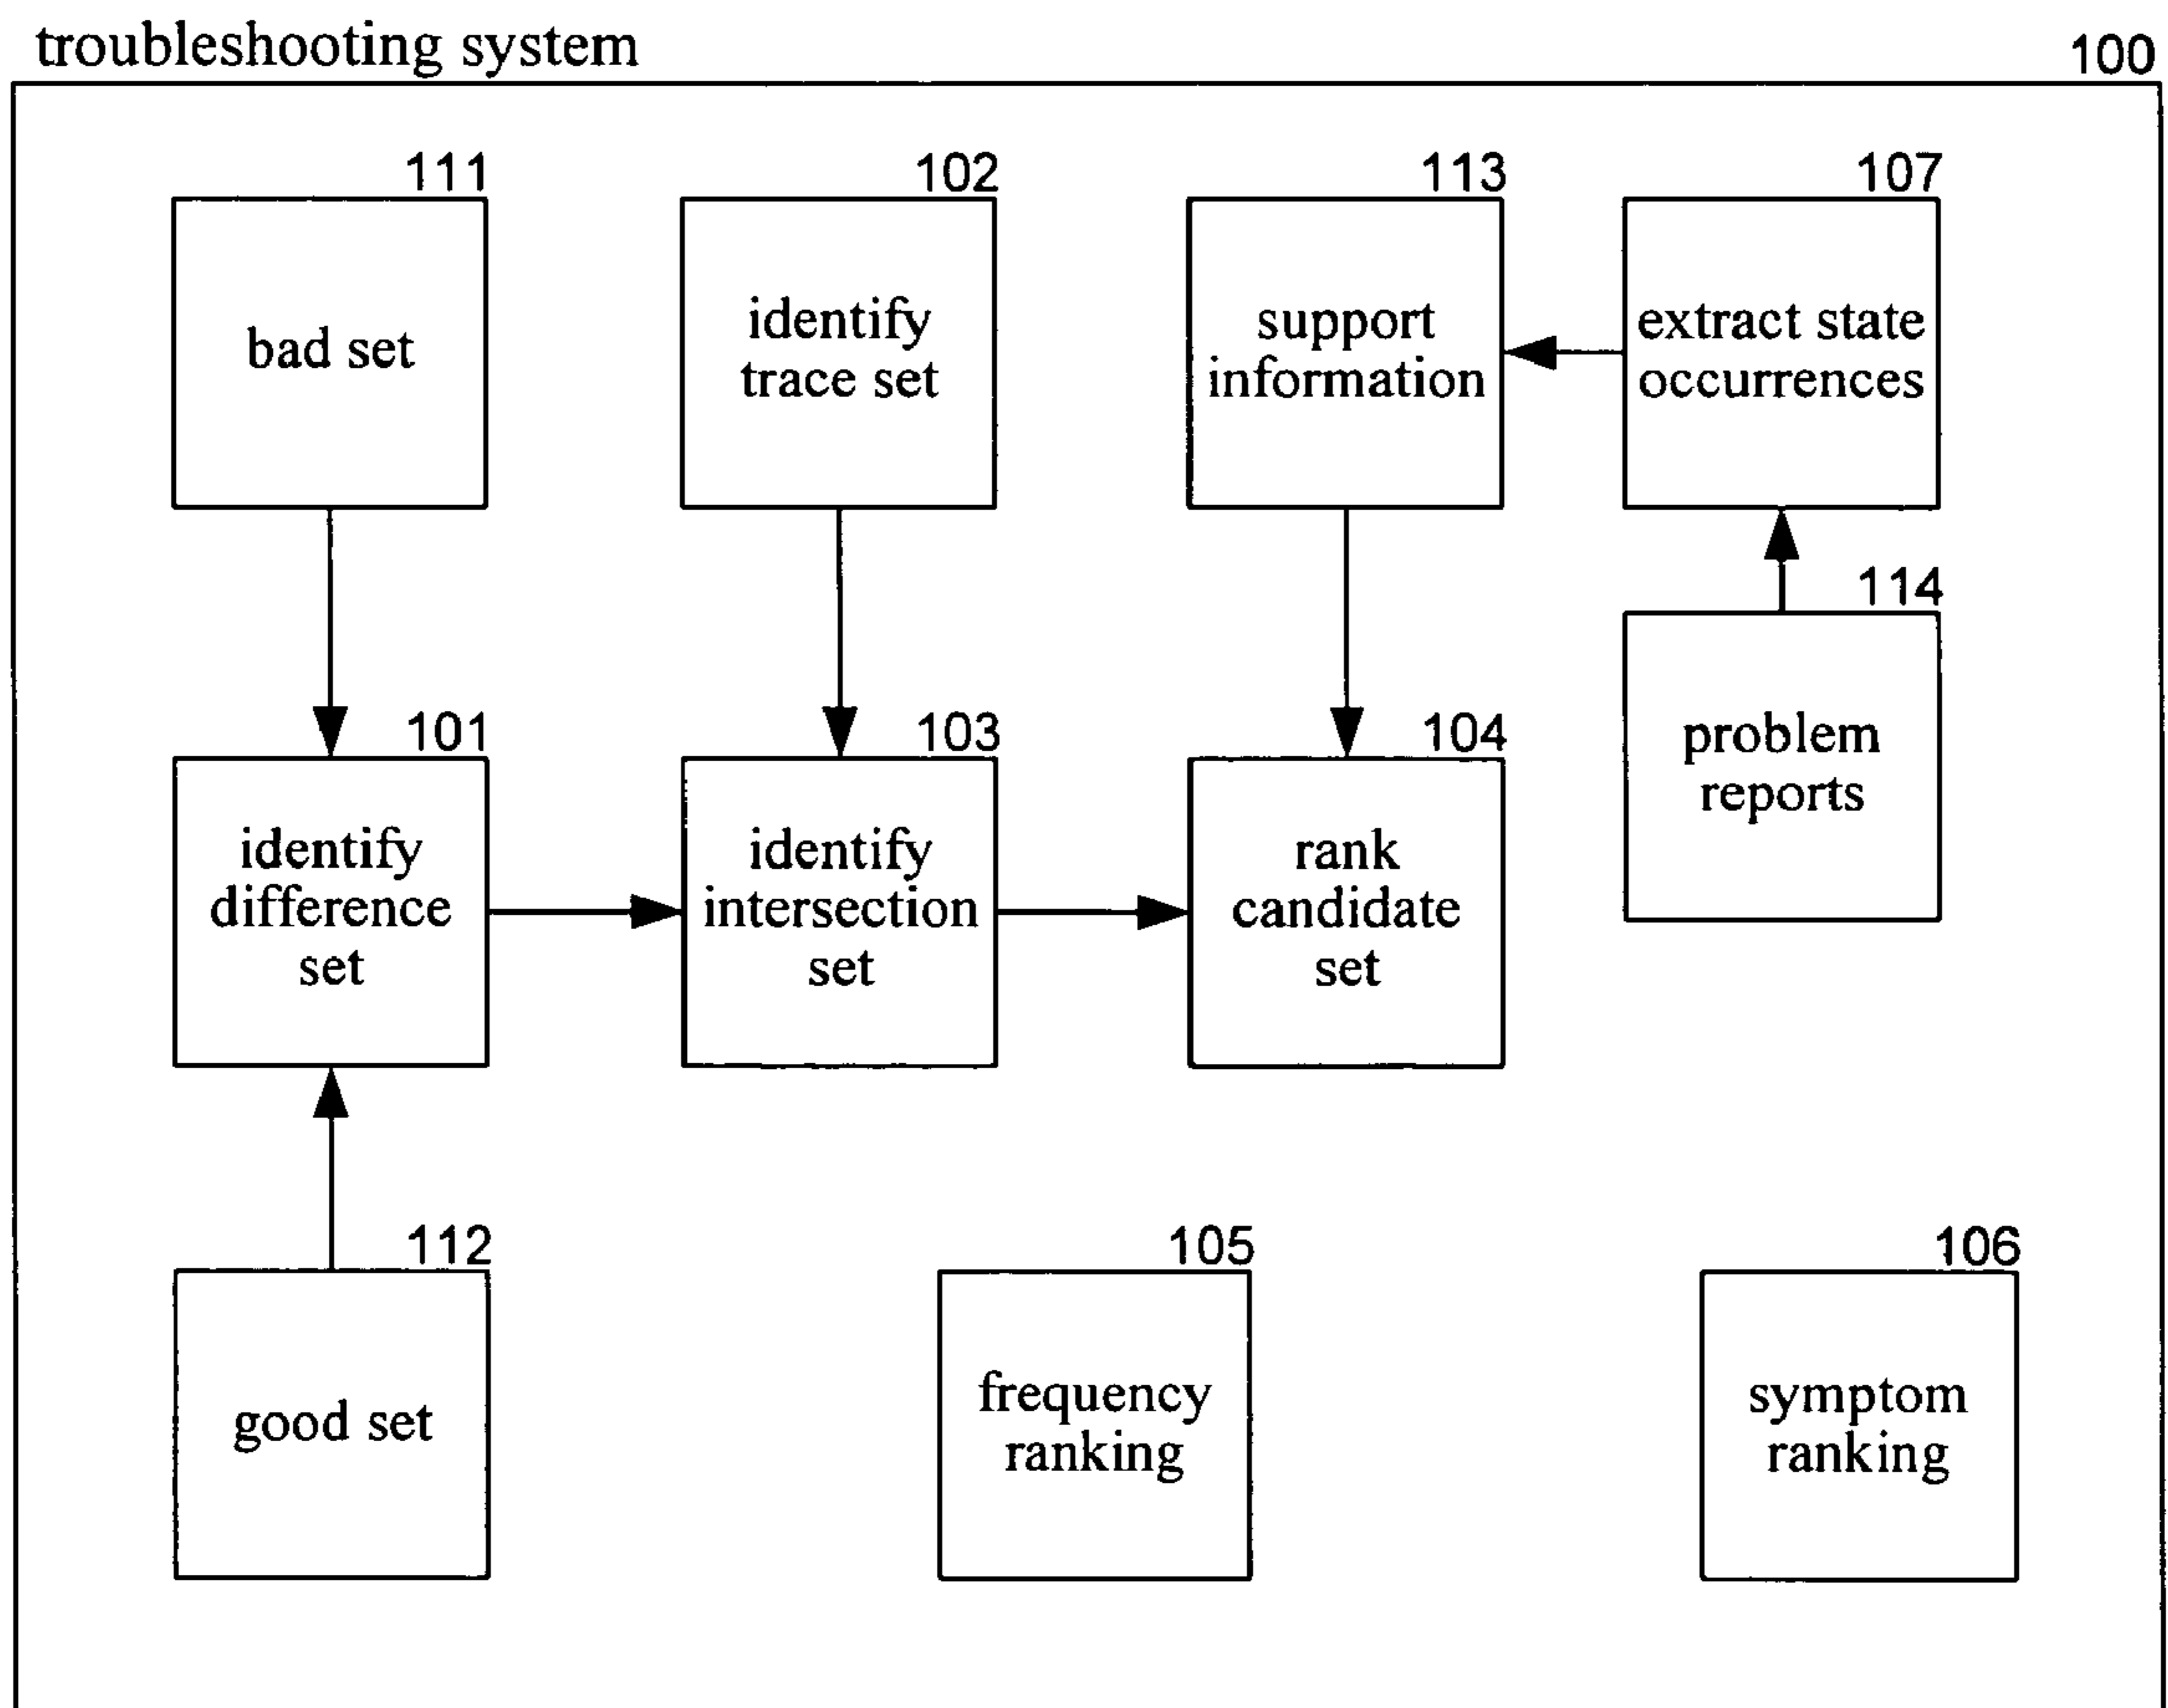 troubleshooting system
100
111
bad set
102
identify
trace set
113
support
information
107
extract state
occurrences
114
problem
reports
101
identify
difference
set
103
identify
intersection
set
104
rank
candidate
set
112
good set
105
frequency
ranking
106
symptom
ranking